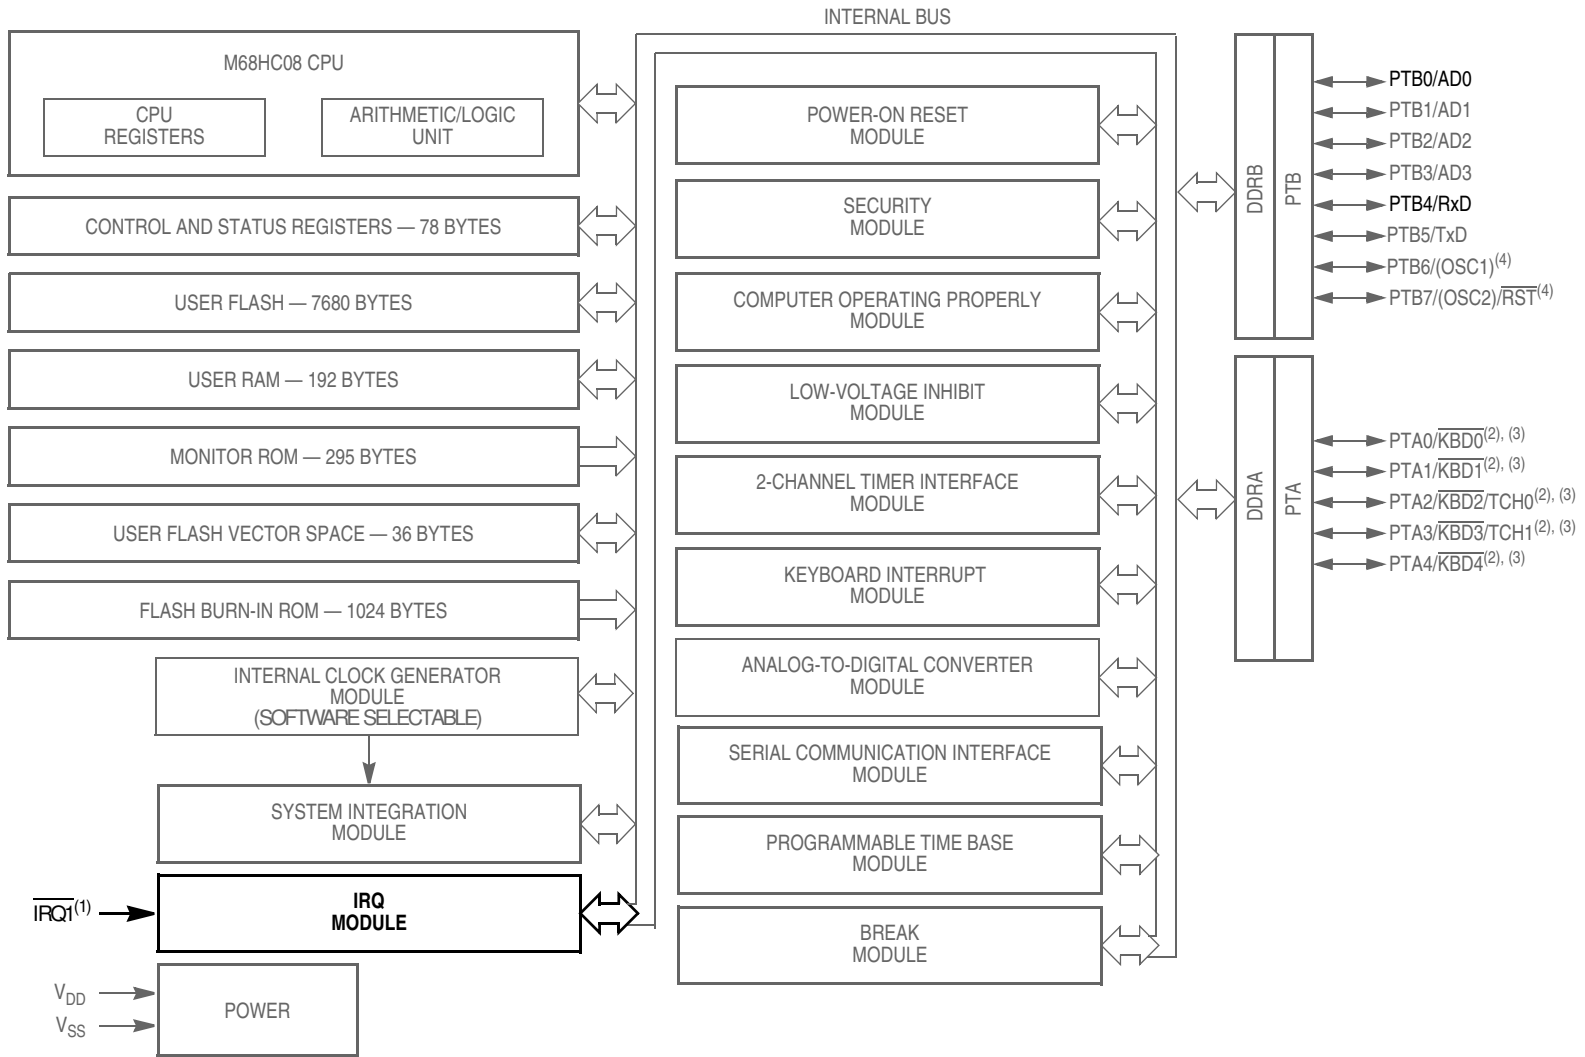 INTERNAL BUS
M68HC08 CPU
CPU
REGISTERS
ARITHMETIC/LOGIC
UNIT
CONTROL AND STATUS REGISTERS — 78 BYTES
USER FLASH — 7680 BYTES
USER RAM — 192 BYTES
MONITOR ROM — 295 BYTES
USER FLASH VECTOR SPACE — 36 BYTES
FLASH BURN-IN ROM — 1024 BYTES
INTERNAL CLOCK GENERATOR
MODULE
(SOFTWARE SELECTABLE)
SYSTEM INTEGRATION
MODULE
IRQ1(1)
IRQ
MODULE
VDD
VSS
POWER
POWER-ON RESET
MODULE
SECURITY
MODULE
COMPUTER OPERATING PROPERLY
MODULE
LOW-VOLTAGE INHIBIT
MODULE
2-CHANNEL TIMER INTERFACE
MODULE
KEYBOARD INTERRUPT
MODULE
ANALOG-TO-DIGITAL CONVERTER
MODULE
SERIAL COMMUNICATION INTERFACE
MODULE
PROGRAMMABLE TIME BASE
MODULE
BREAK
MODULE
DDRB
PTB
PTB0/AD0
PTB1/AD1
PTB2/AD2
PTB3/AD3
PTB4/RxD
PTB5/TxD
PTB6/(OSC1)(4)
PTB7/(OSC2)/RST(4)
DDRA
PTA
PTA0/KBD0(2), (3)
PTA1/KBD1(2), (3)
PTA2/KBD2/TCH0(2), (3)
PTA3/KBD3/TCH1(2), (3)
PTA4/KBD4(2), (3)